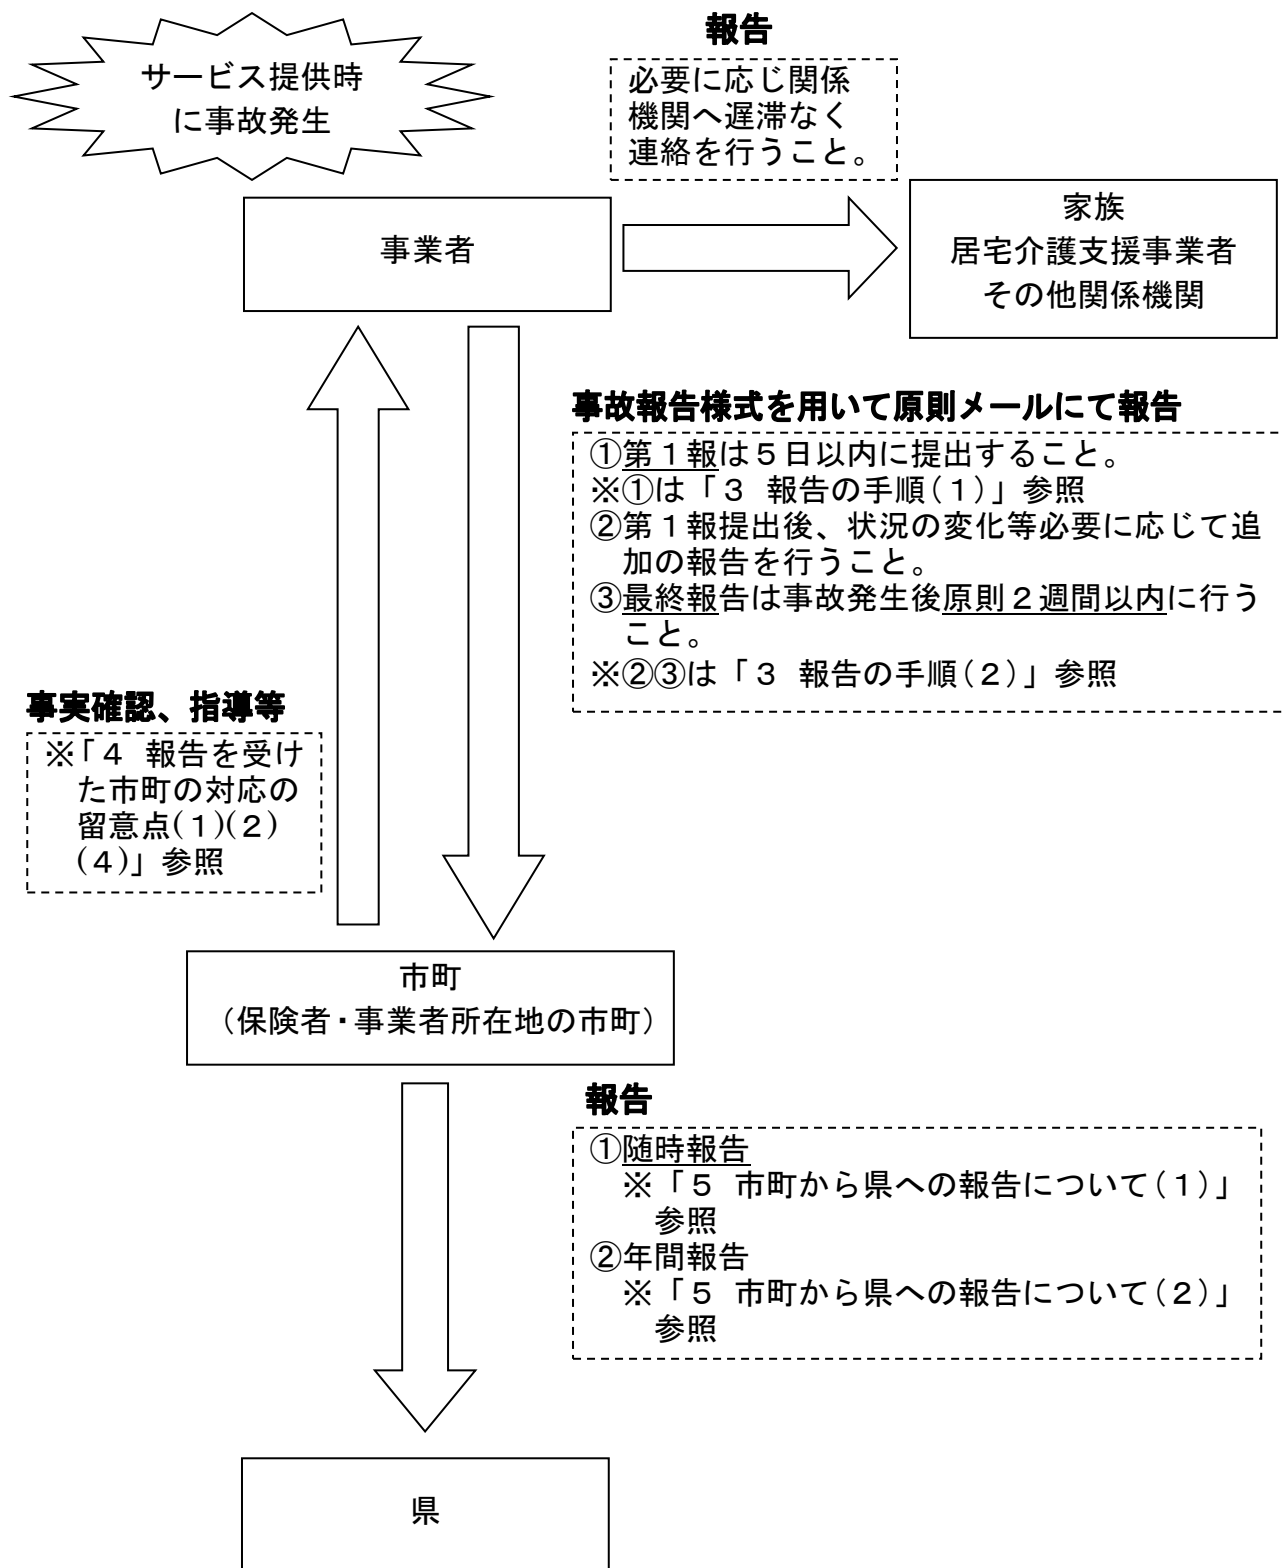 サービス提供時
に事故発生
報告
必要に応じ関係
機関へ遅滞なく
連絡を行うこと。
事業者
家族
居宅介護支援事業者
その他関係機関
事故報告様式を用いて原則メールにて報告
①第１報は５日以内に提出すること。
※①は「３ 報告の手順(１)」参照
②第１報提出後、状況の変化等必要に応じて追
加の報告を行うこと。
③最終報告は事故発生後原則２週間以内に行う
こと。
※②③は「３ 報告の手順(２)」参照
事実確認、指導等
※「４ 報告を受け
た市町の対応の
留意点(１)(２)
(４)」参照
市町
（保険者・事業者所在地の市町）
報告
①随時報告
※「５ 市町から県への報告について(１)」
参照
②年間報告
※「５ 市町から県への報告について(２)」
参照
県